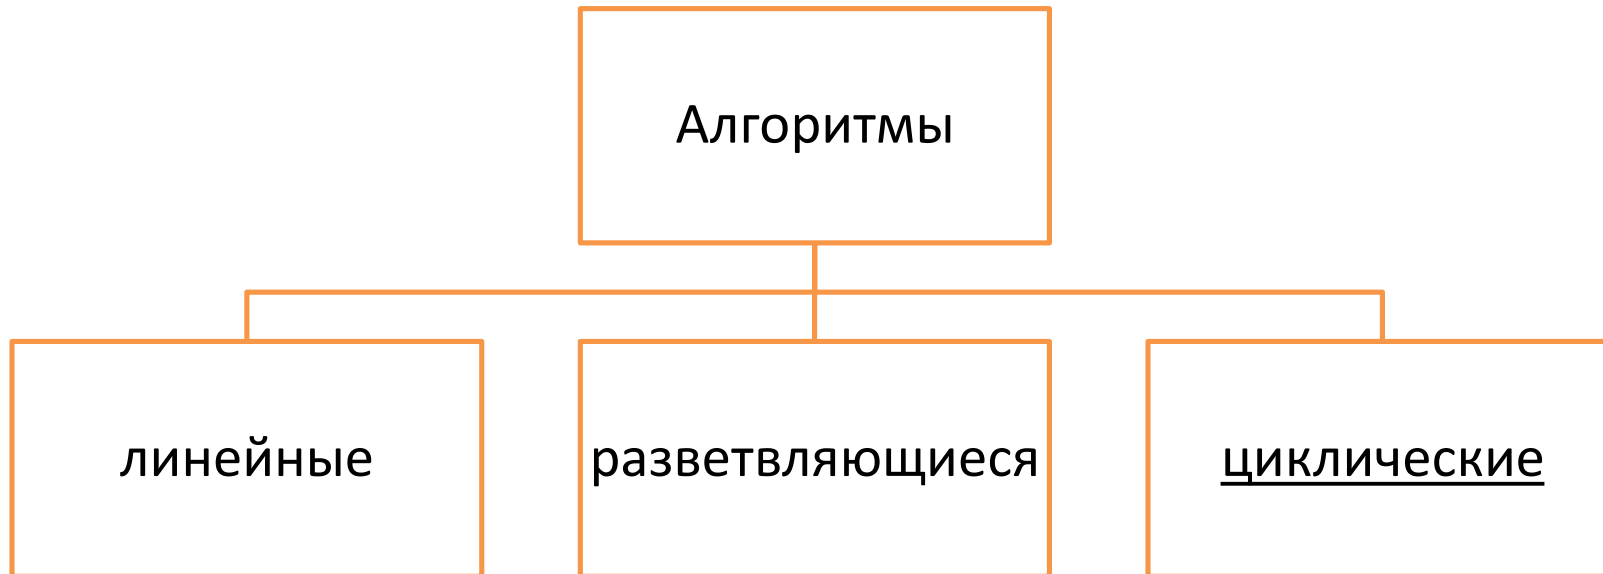 Алгоритмы
линейные
разветвляющиеся
циклические